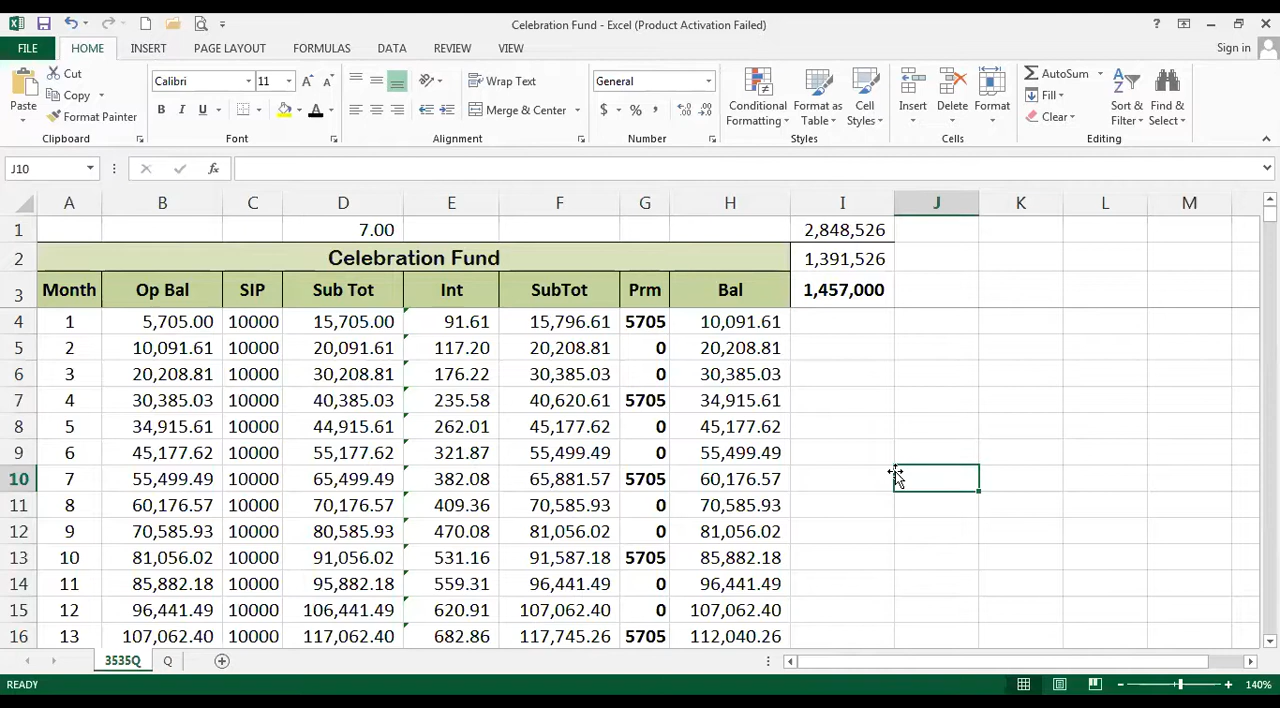 Celebration Fund - Excel (Product Activation Failed)
?
FILE HOME INSERT PAGE LAYOUT FORMULAS DATA REVIEW VIEW Sign in
Paste Cut Copy Format Painter Clipboard
Calibri 11 B I U A Font
Wrap Text Merge & Center Alignment
General $ % , Number
Conditional Formatting Format as Table Cell Styles Styles
Insert Delete Format Cells
AutoSum Fill Clear Sort & Filter Find & Select Editing
J10 fx
A B C D E F G H I J K L M
1 7.00 2,848,526
2 Celebration Fund 1,391,526
3 Month Op Bal SIP Sub Tot Int SubTot Prm Bal 1,457,000
4 1 5,705.00 10000 15,705.00 91.61 15,796.61 5705 10,091.61
5 2 10,091.61 10000 20,091.61 117.20 20,208.81 0 20,208.81
6 3 20,208.81 10000 30,208.81 176.22 30,385.03 0 30,385.03
7 4 30,385.03 10000 40,385.03 235.58 40,620.61 5705 34,915.61
8 5 34,915.61 10000 44,915.61 262.01 45,177.62 0 45,177.62
9 6 45,177.62 10000 55,177.62 321.87 55,499.49 0 55,499.49
10 7 55,499.49 10000 65,499.49 382.08 65,881.57 5705 60,176.57
11 8 60,176.57 10000 70,176.57 409.36 70,585.93 0 70,585.93
12 9 70,585.93 10000 80,585.93 470.08 81,056.02 0 81,056.02
13 10 81,056.02 10000 91,056.02 531.16 91,587.18 5705 85,882.18
14 11 85,882.18 10000 95,882.18 559.31 96,441.49 0 96,441.49
15 12 96,441.49 10000 106,441.49 620.91 107,062.40 0 107,062.40
16 13 107,062.40 10000 117,062.40 682.86 117,745.26 5705 112,040.26
3535Q Q
READY 140%